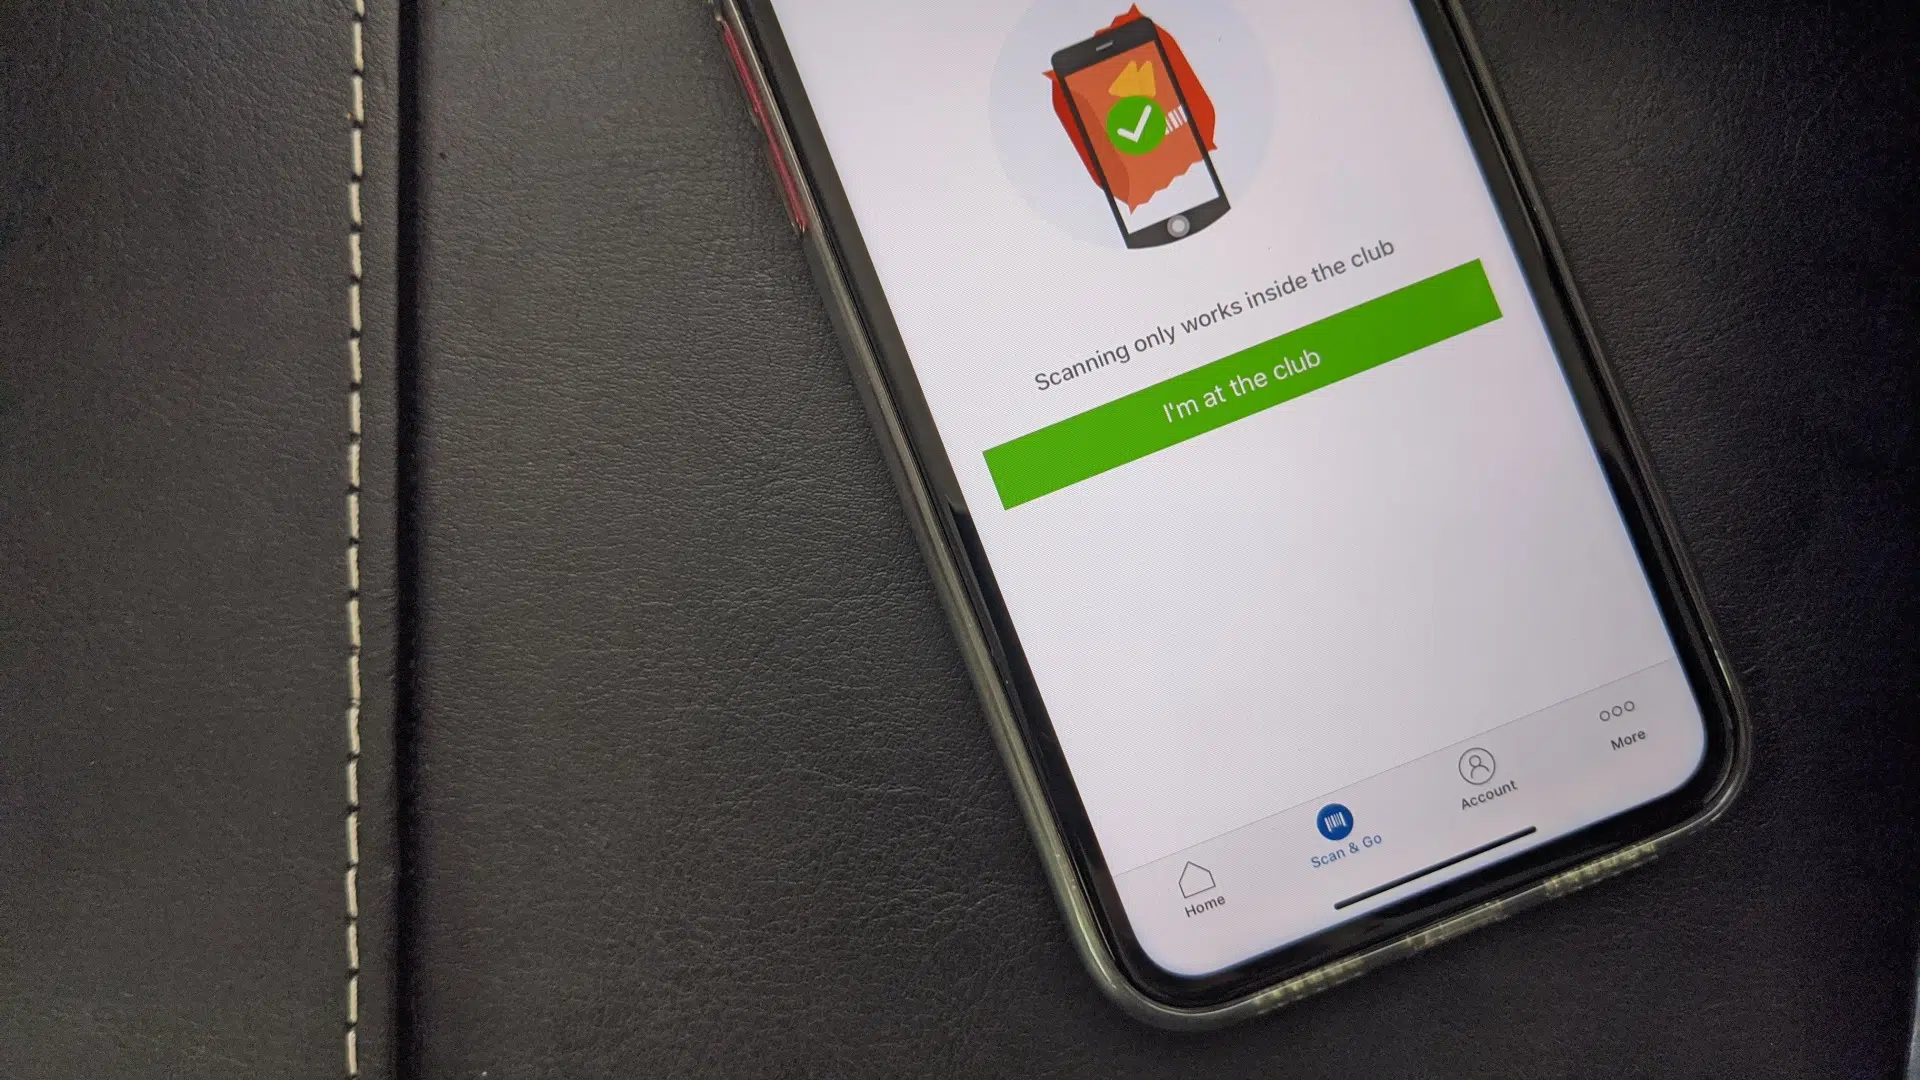 Scanning only works inside the club
I'm at the club
Home
Scan & Go
Account
More